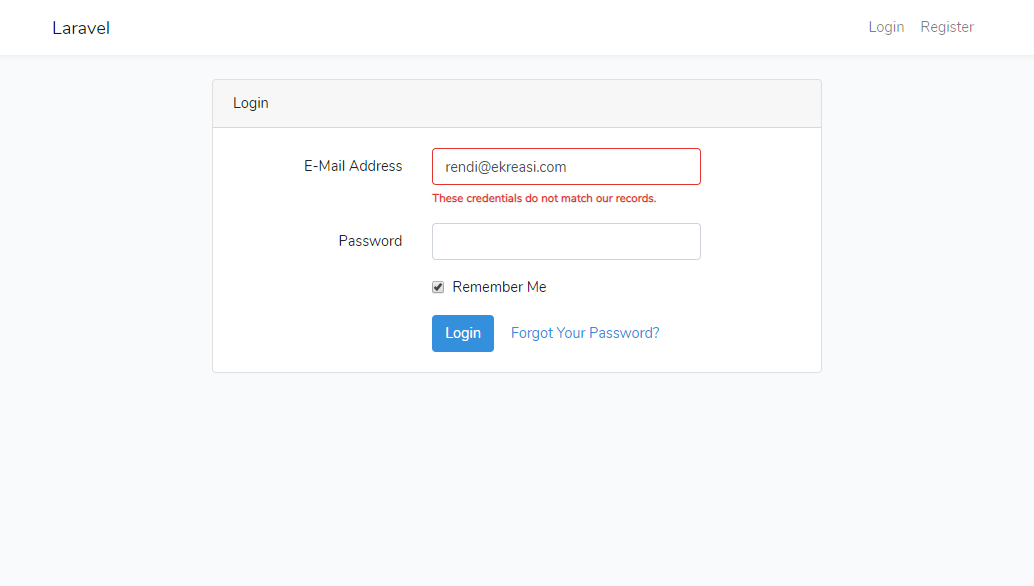 Laravel
Login Register
Login
E-Mail Address
rendi@ekreasi.com
These credentials do not match our records.
Password
Remember Me
Login
Forgot Your Password?